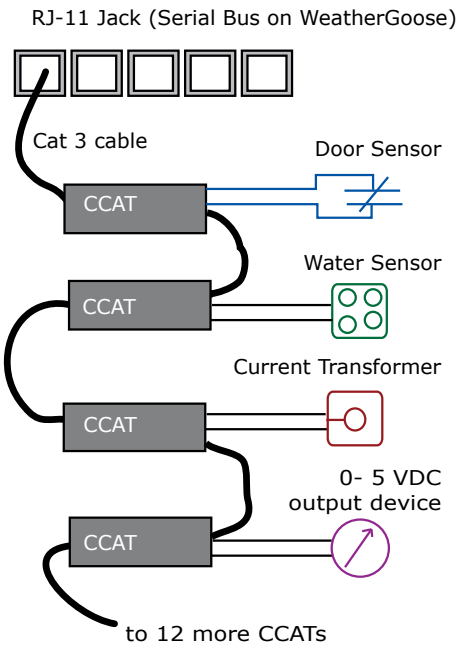 RJ-11 Jack (Serial Bus on WeatherGoose)
Cat 3 cable
Door Sensor
CCAT
Water Sensor
CCAT
Current Transformer
CCAT
0- 5 VDC
output device
CCAT
to 12 more CCATs